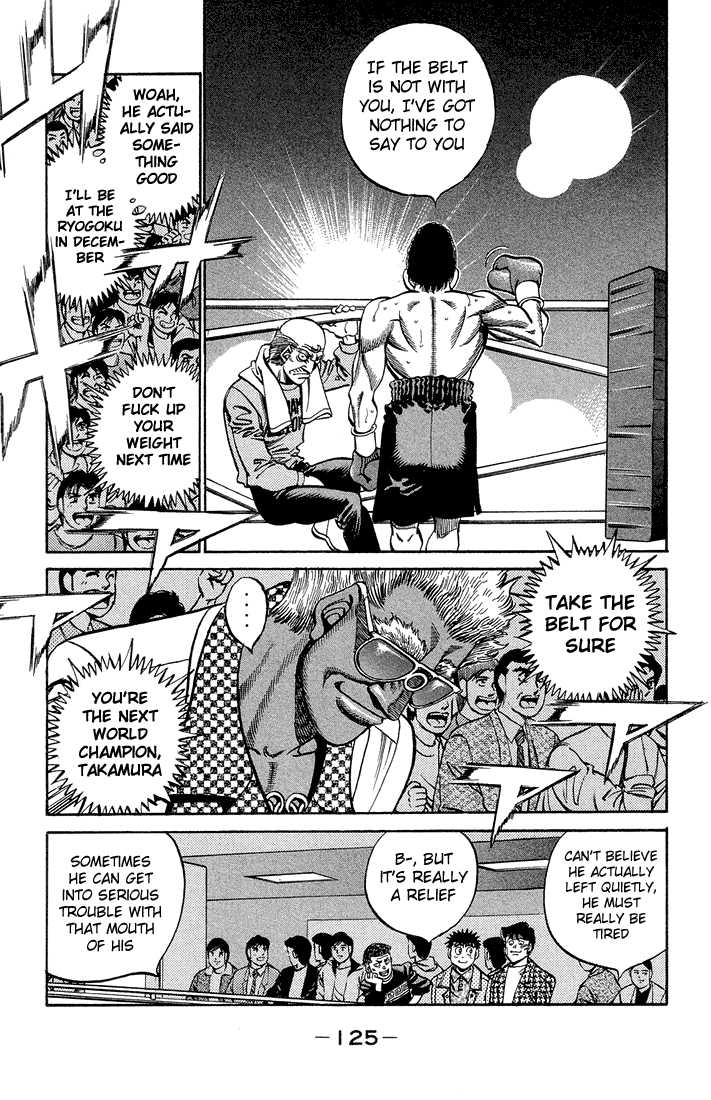 IF THE BELT
IS NOT WITH
YOU, I'VE GOT
NOTHING TO
SAY TO YOU
WOAH,
HE ACTU-
ALLY SAID
SOME-
THING
GOOD
I'LL BE
AT THE
RYOGOKU
IN DECEM-
BER
DON'T
FUCK UP
YOUR
WEIGHT
NEXT TIME
TAKE THE
BELT FOR
SURE
...
YOU'RE
THE NEXT
WORLD
CHAMPION,
TAKAMURA
CAN'T BELIEVE
HE ACTUALLY
LEFT QUIETLY,
HE MUST
REALLY BE
TIRED
B-, BUT
IT'S REALLY
A RELIEF
SOMETIMES
HE CAN GET
INTO SERIOUS
TROUBLE WITH
THAT MOUTH
OF HIS
-125-